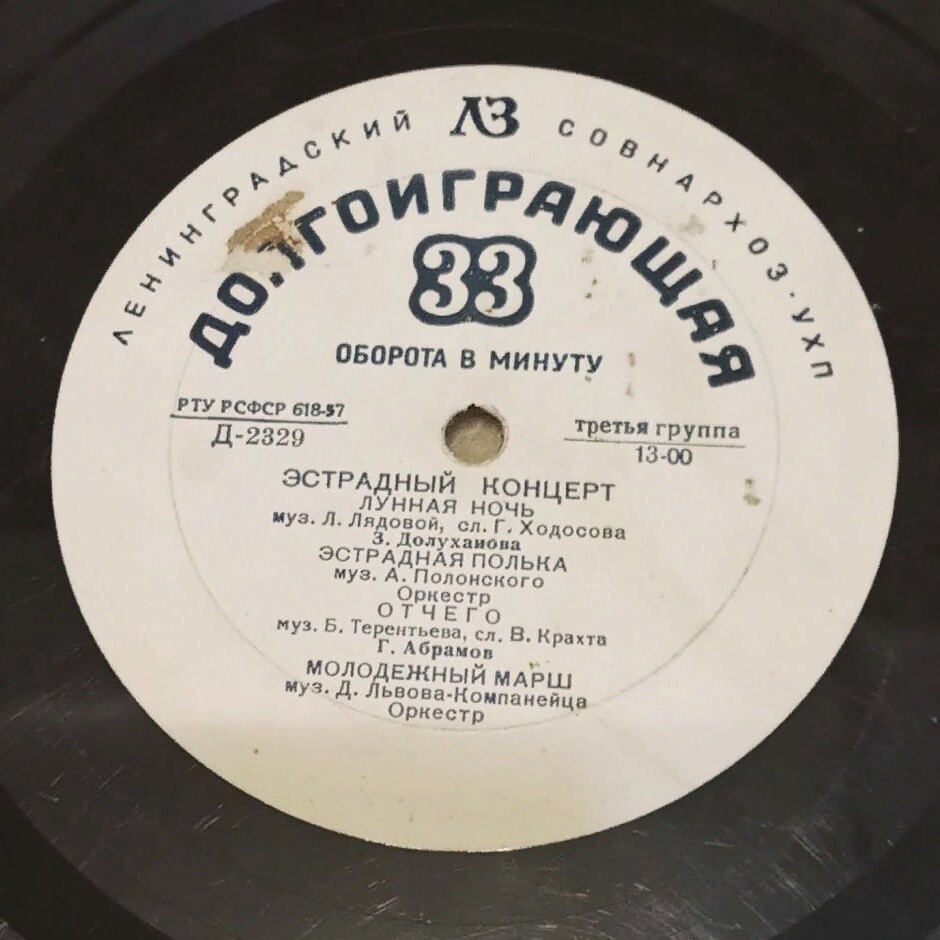 ЛЕНИНГРАДСКИЙ ЛЗ СОВНАРХОЗ·УХП
ДОЛГОИГРАЮЩАЯ
33
ОБОРОТА В МИНУТУ
РТУ РСФСР 618-57
Д-2329
третья группа
13-00
ЭСТРАДНЫЙ КОНЦЕРТ
ЛУННАЯ НОЧЬ
муз. Л. Лядовой, сл. Г. Ходосова
З. Долуханова
ЭСТРАДНАЯ ПОЛЬКА
муз. А. Полонского
Оркестр
ОТЧЕГО
муз. Б. Терентьева, сл. В. Крахта
Г. Абрамов
МОЛОДЕЖНЫЙ МАРШ
муз. Д. Львова-Компанейца
Оркестр